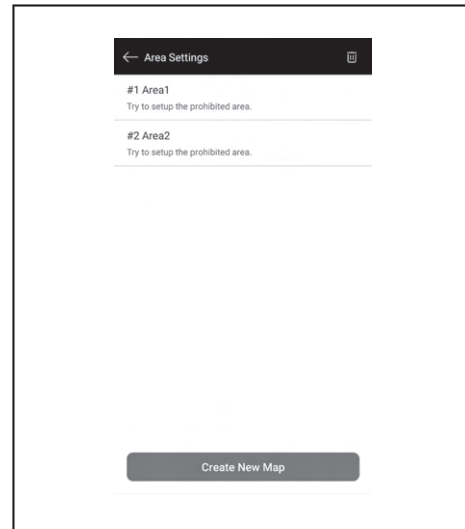 Area Settings
#1 Area1
Try to setup the prohibited area.
#2 Area2
Try to setup the prohibited area.
Create New Map